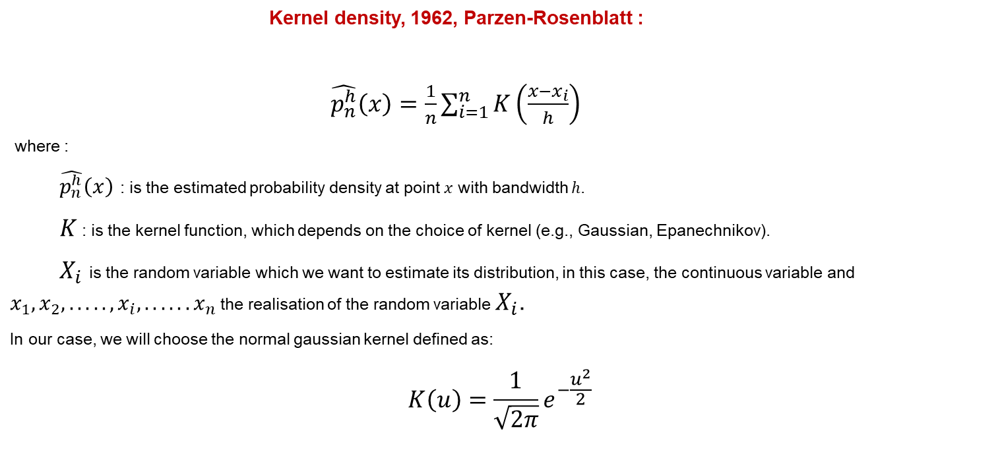 Kernel density, 1962, Parzen-Rosenblatt :
$\widehat{p_n^h}(x) = \frac{1}{n} \sum_{i=1}^{n} K \left( \frac{x - x_i}{h} \right)$
where :
$\widehat{p_n^h}(x)$ : is the estimated probability density at point $x$ with bandwidth $h$.
$K$ : is the kernel function, which depends on the choice of kernel (e.g., Gaussian, Epanechnikov).
$X_i$ is the random variable which we want to estimate its distribution, in this case, the continuous variable and
$x_1, x_2, ....., x_i, ...... x_n$ the realisation of the random variable $X_i$.
In our case, we will choose the normal gaussian kernel defined as:
$K(u) = \frac{1}{\sqrt{2\pi}} e^{-\frac{u^2}{2}}$